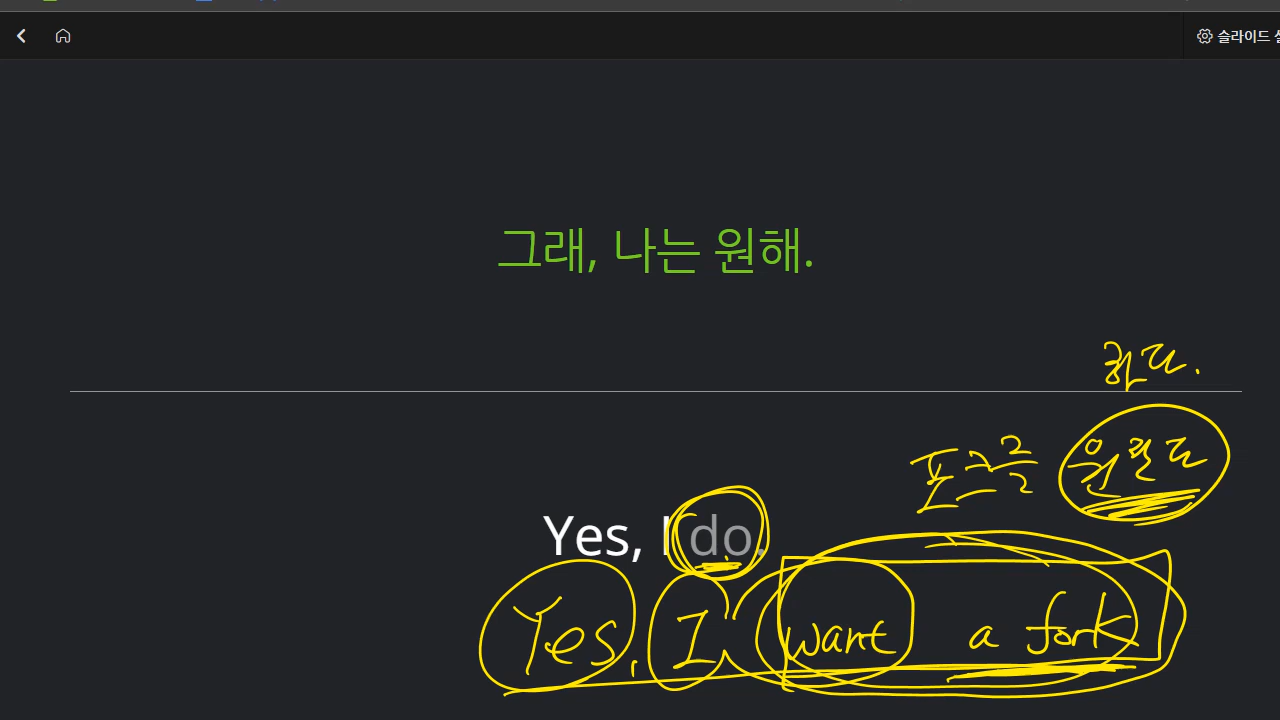 슬라이드
그래, 나는 원해.
한다.
포크를 원한다
Yes, I do.
Yes, I want a fork